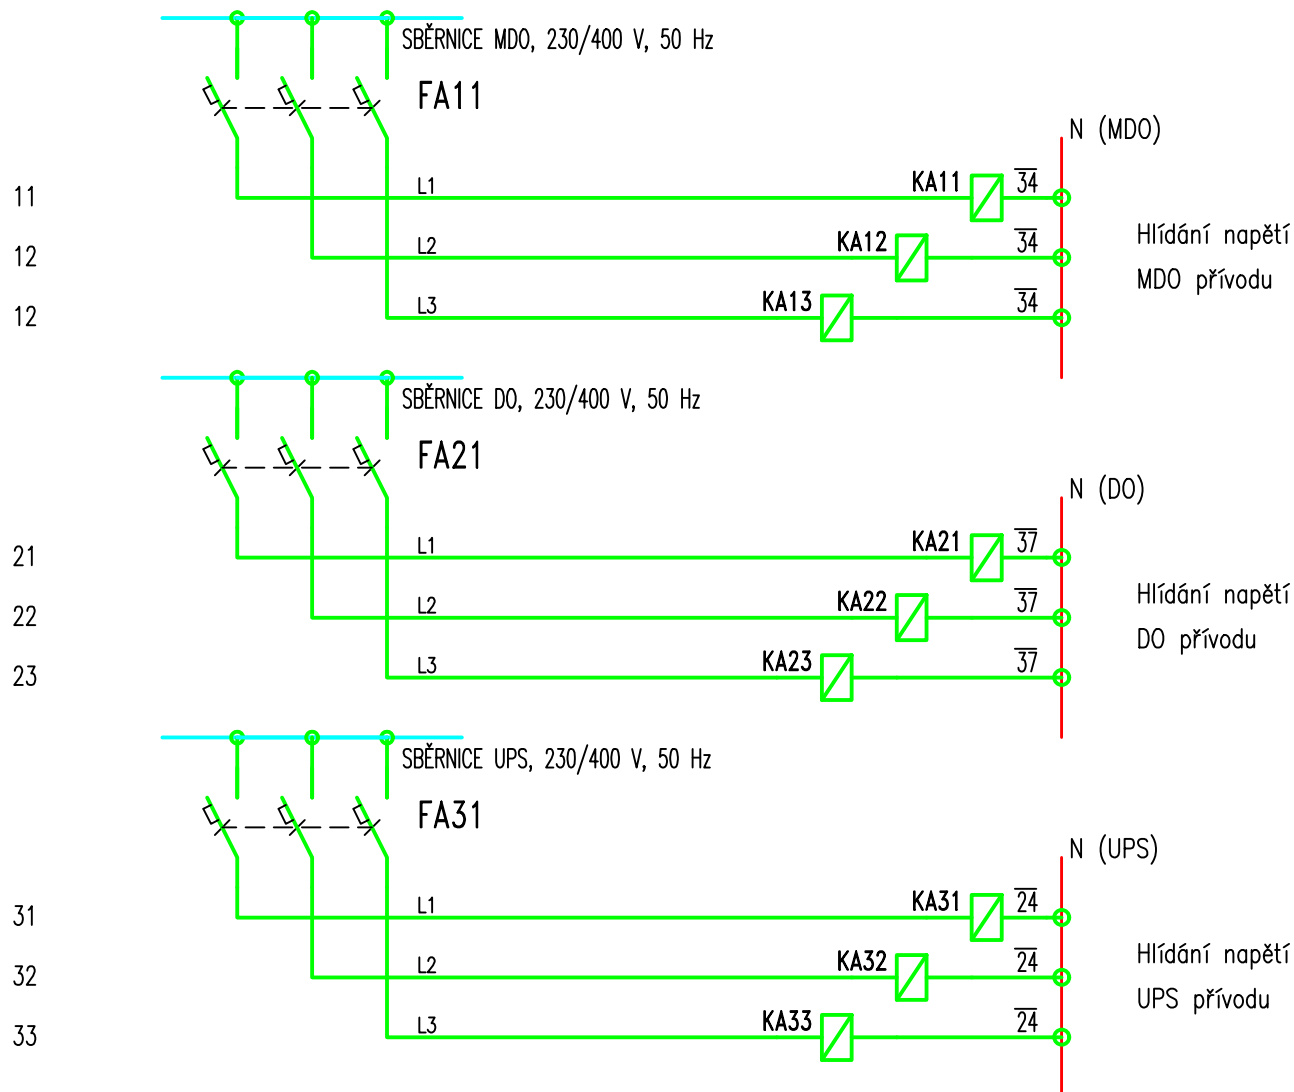 SBĚRNICE MDO, 230/400 V, 50 Hz
FA11
N (MDO)
11
L1
KA11
34
12
L2
KA12
34
12
L3
KA13
34
Hlídání napětí
MDO přívodu
SBĚRNICE DO, 230/400 V, 50 Hz
FA21
N (DO)
21
L1
KA21
37
22
L2
KA22
37
23
L3
KA23
37
Hlídání napětí
DO přívodu
SBĚRNICE UPS, 230/400 V, 50 Hz
FA31
N (UPS)
31
L1
KA31
24
32
L2
KA32
24
33
L3
KA33
24
Hlídání napětí
UPS přívodu